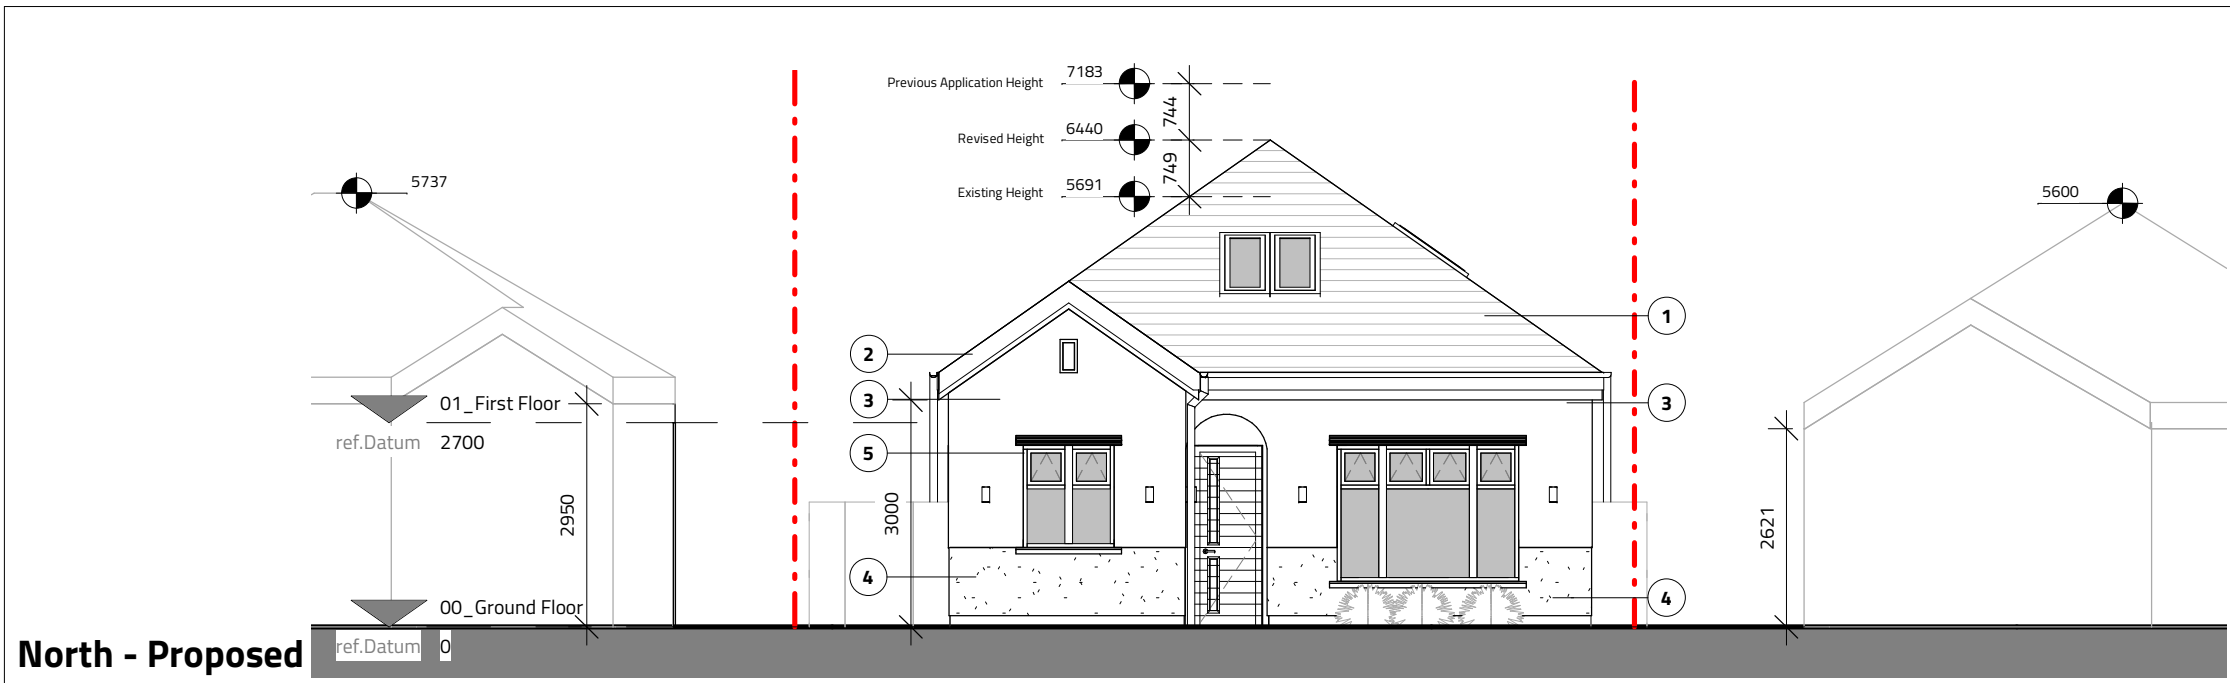 Previous Application Height 7183
744
Revised Height 6440
749
Existing Height 5691
5737
5600
1
2
3
3
01_First Floor
ref.Datum 2700
5
2950
3000
2621
4
4
00_Ground Floor
ref.Datum 0
North - Proposed